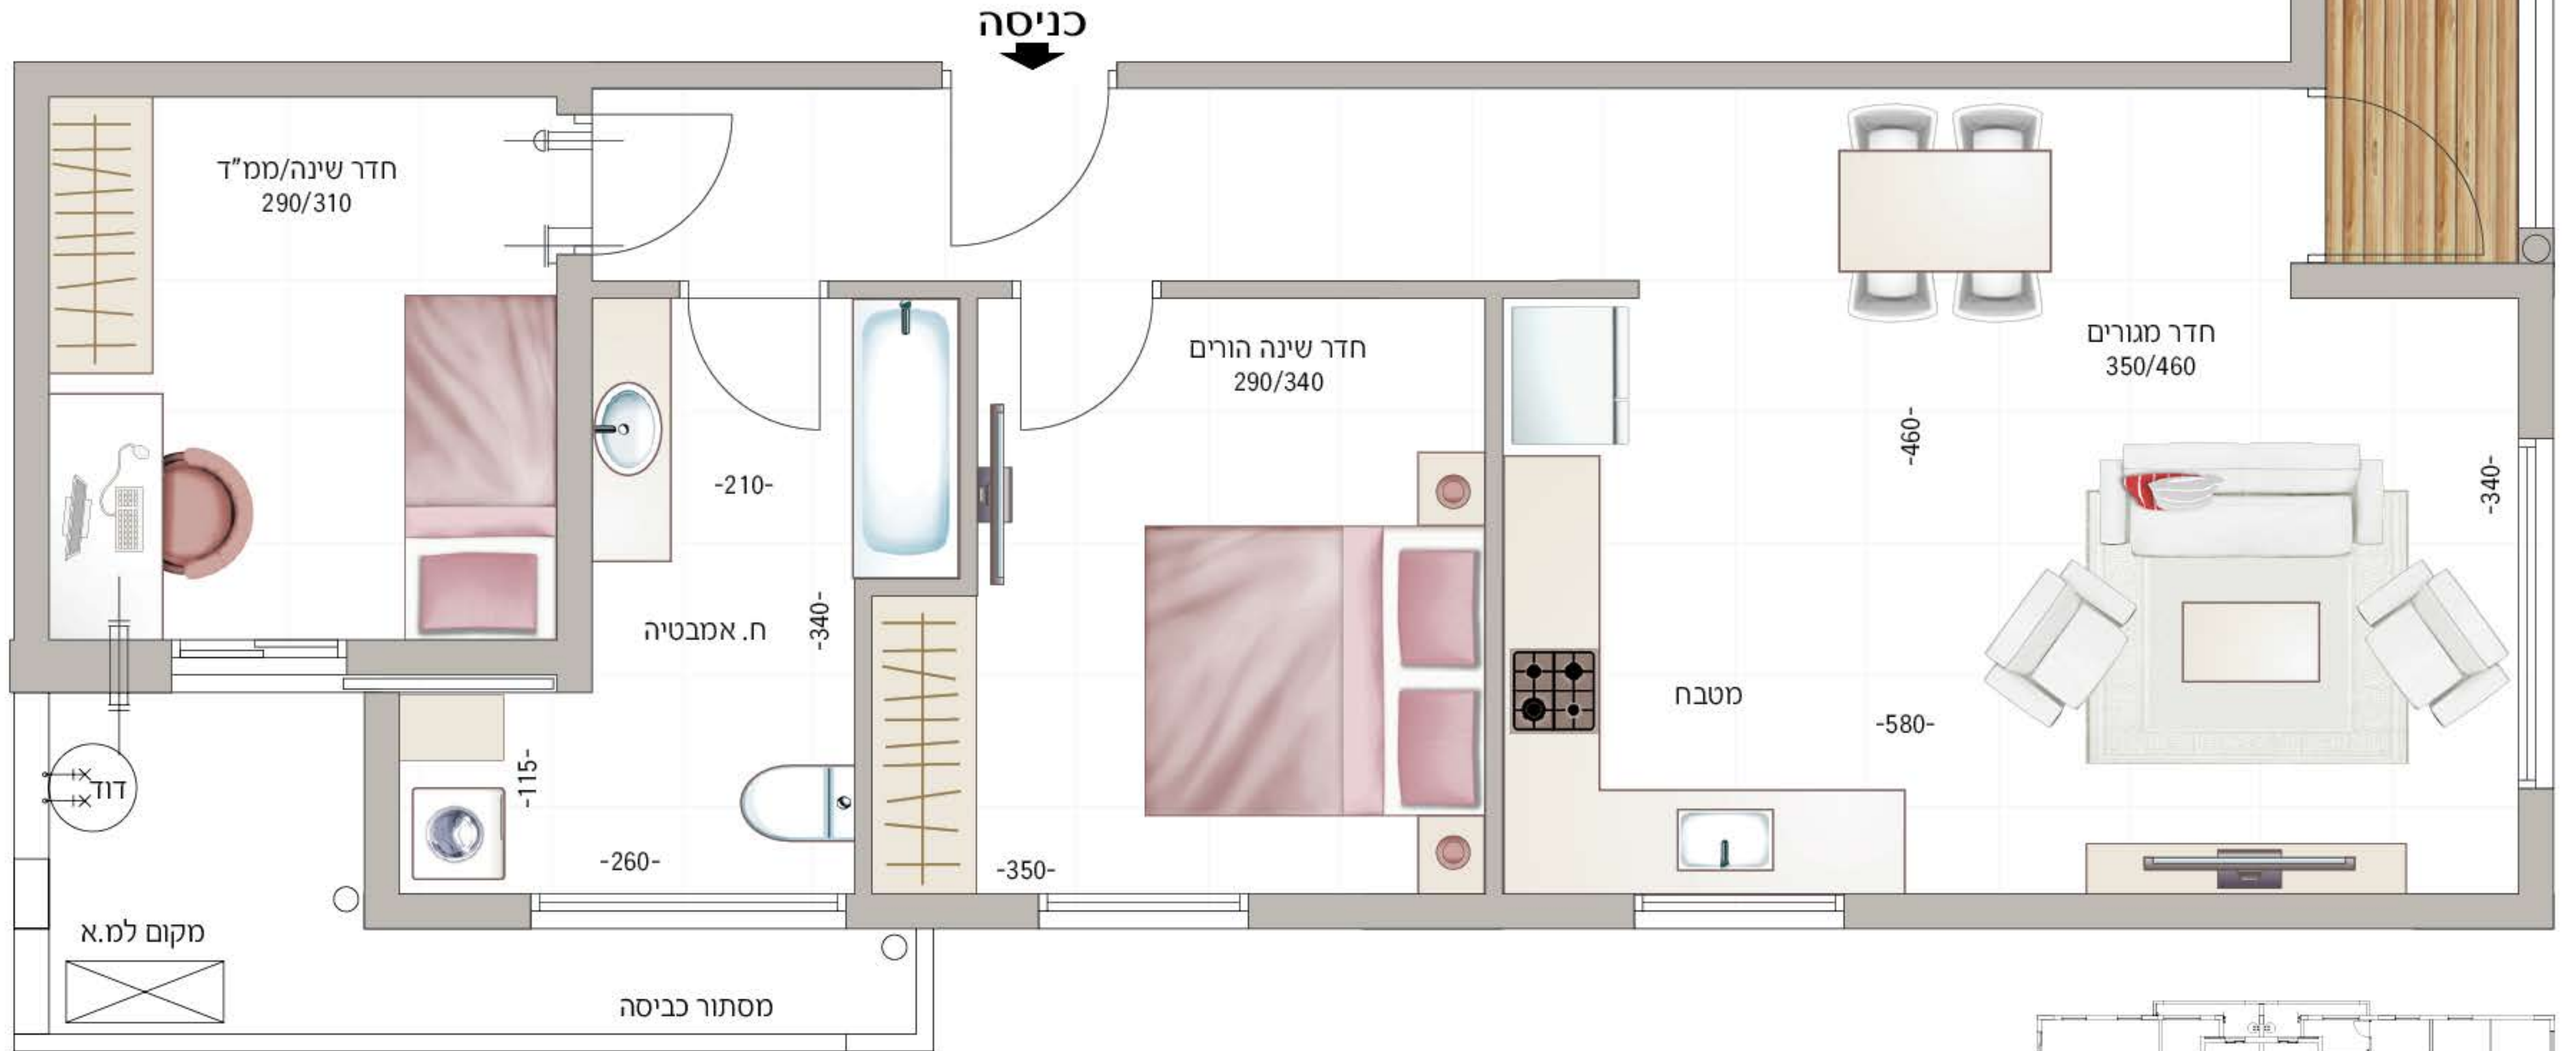 כניסה
חדר שינה/ממ"ד
290/310
חדר שינה הורים
290/340
חדר מגורים
350/460
-460-
-340-
-210-
ח. אמבטיה
-340-
מטבח
-580-
-115-
דוד
-260-
-350-
מקום למ.א
מסתור כביסה